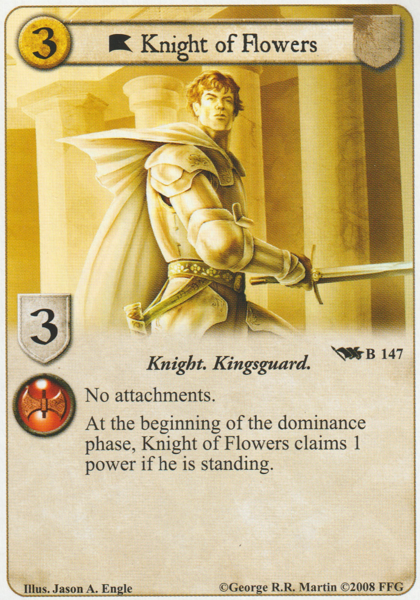 3
Knight of Flowers
3
Knight. Kingsguard.
B 147
No attachments.
At the beginning of the dominance
phase, Knight of Flowers claims 1
power if he is standing.
Illus. Jason A. Engle
©George R.R. Martin ©2008 FFG